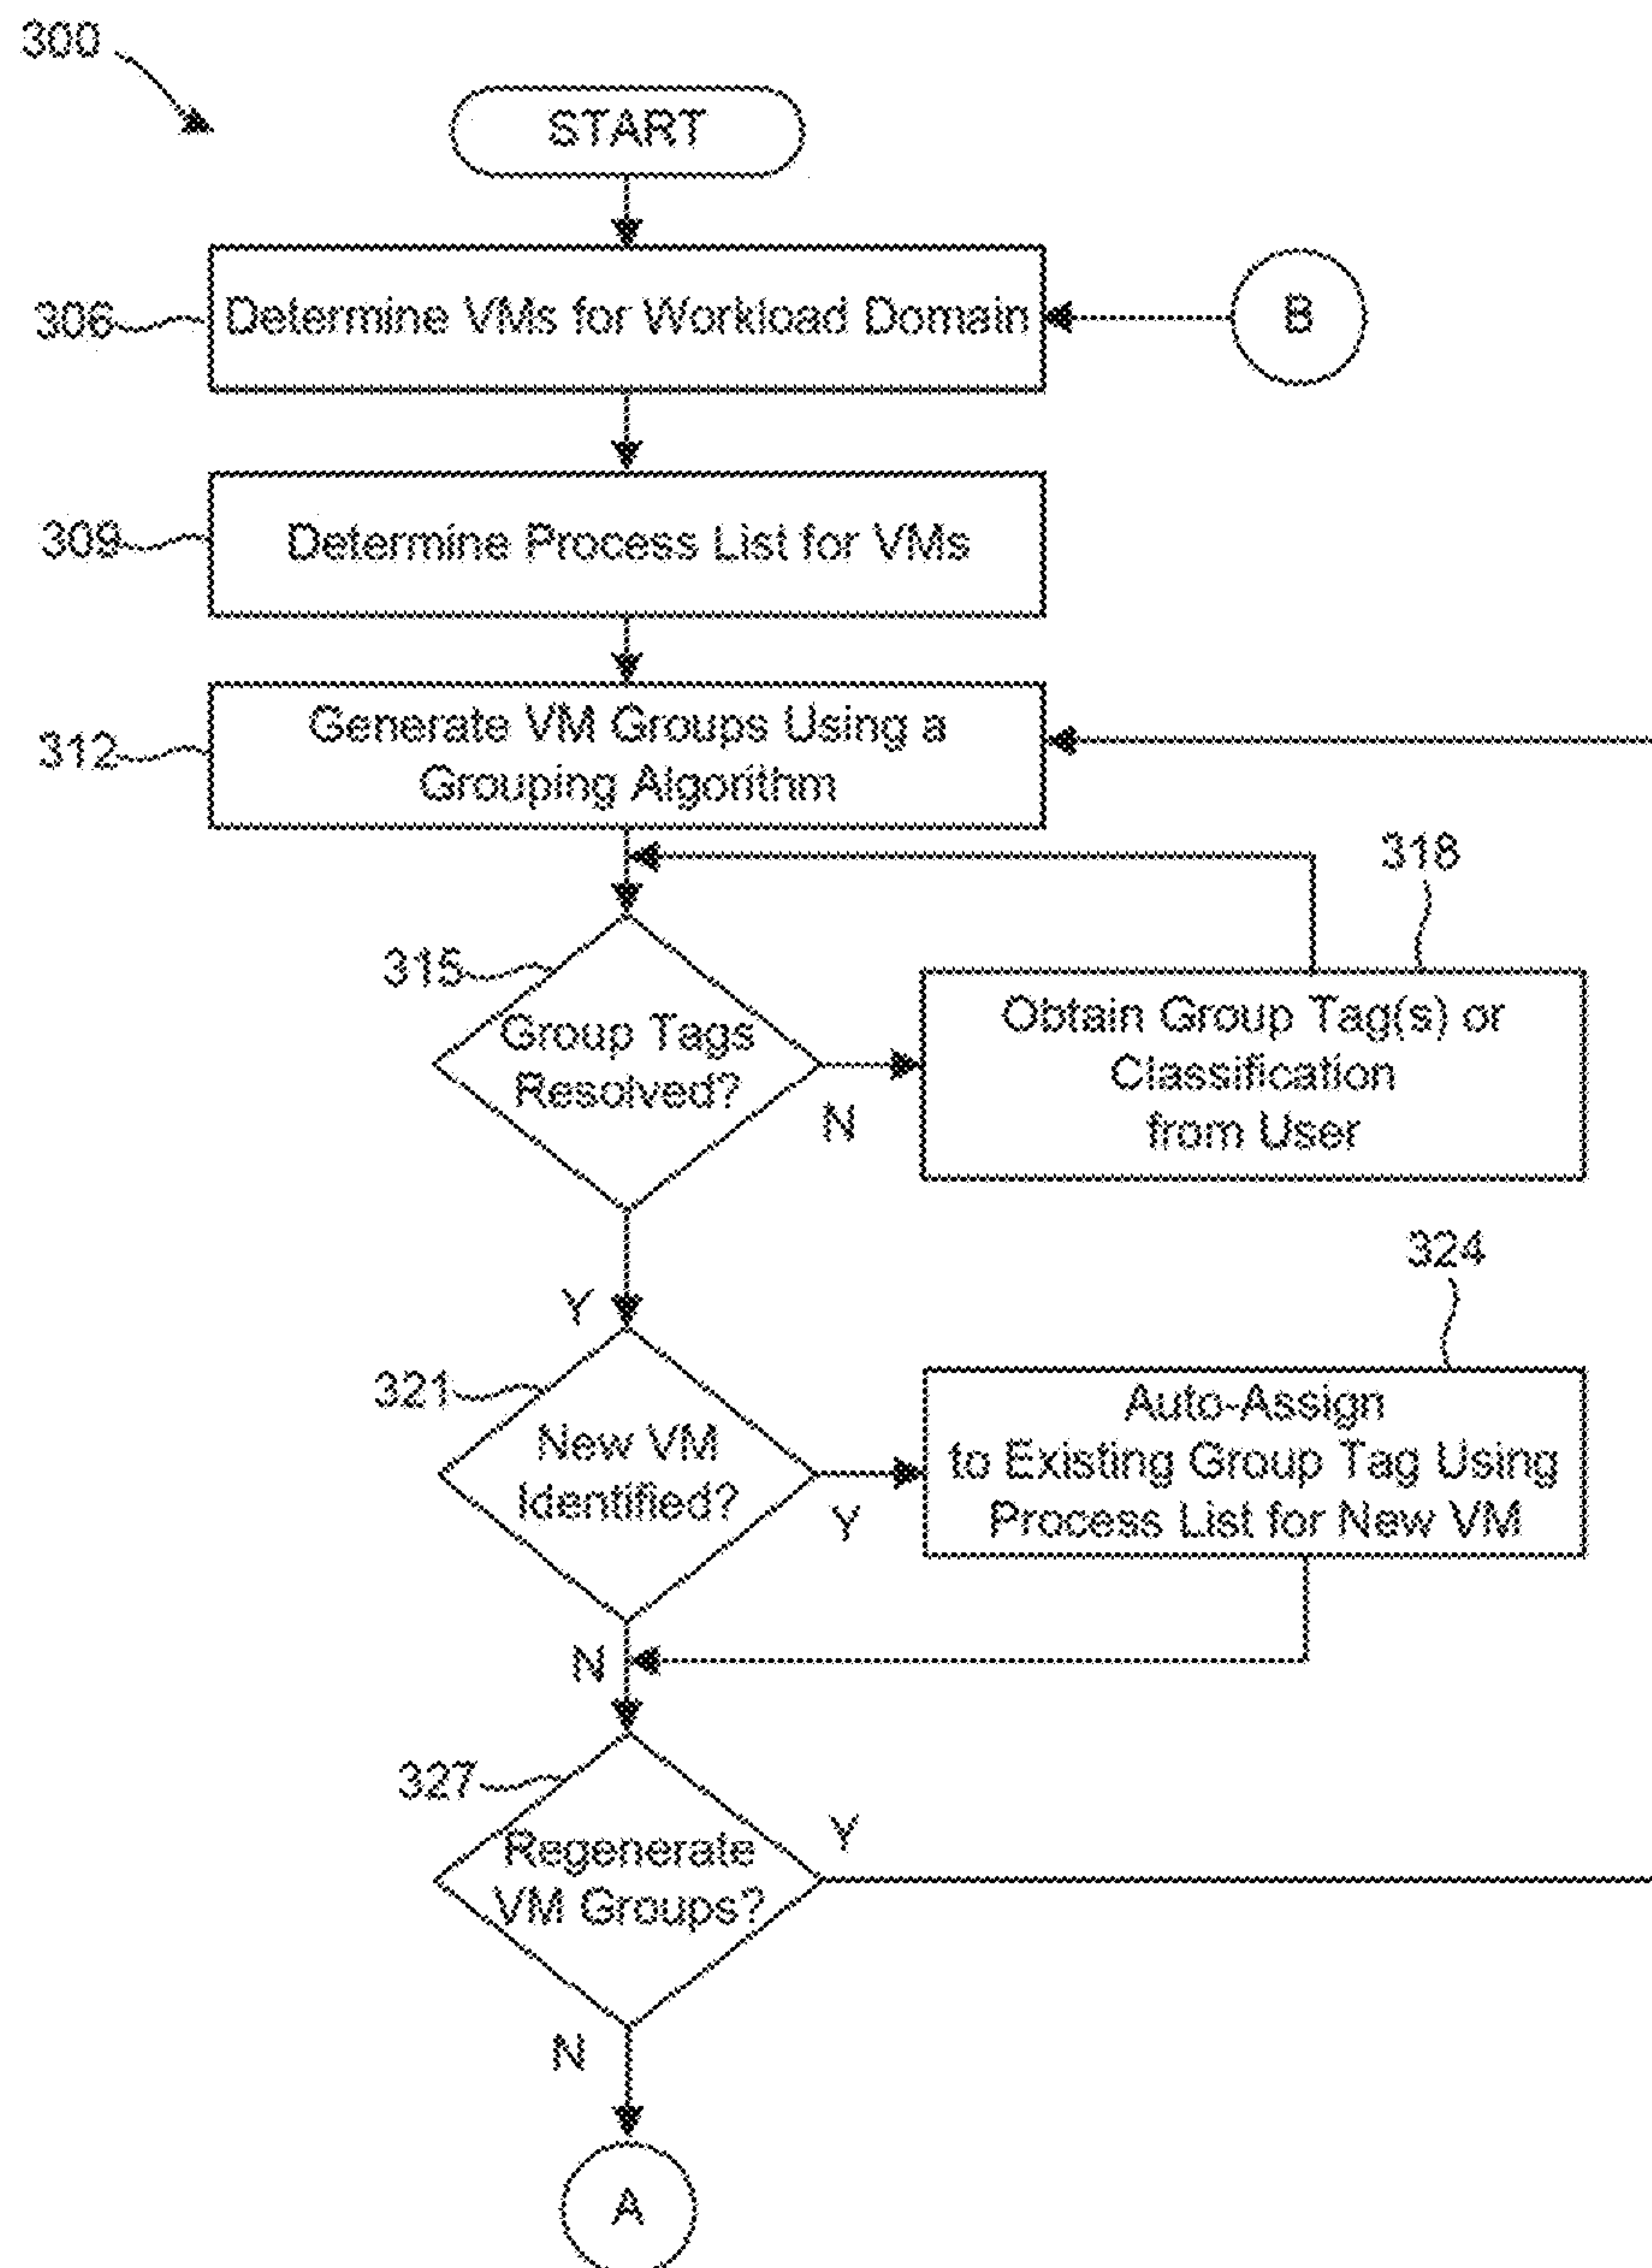 300
START
306
Determine VMs for Workload Domain
B
309
Determine Process List for VMs
312
Generate VM Groups Using a
Grouping Algorithm
318
315
Group Tags
Resolved?
N
Obtain Group Tag(s) or
Classification
from User
Y
324
321
New VM
Identified?
Y
Auto-Assign
to Existing Group Tag Using
Process List for New VM
N
327
Regenerate
VM Groups?
Y
N
A